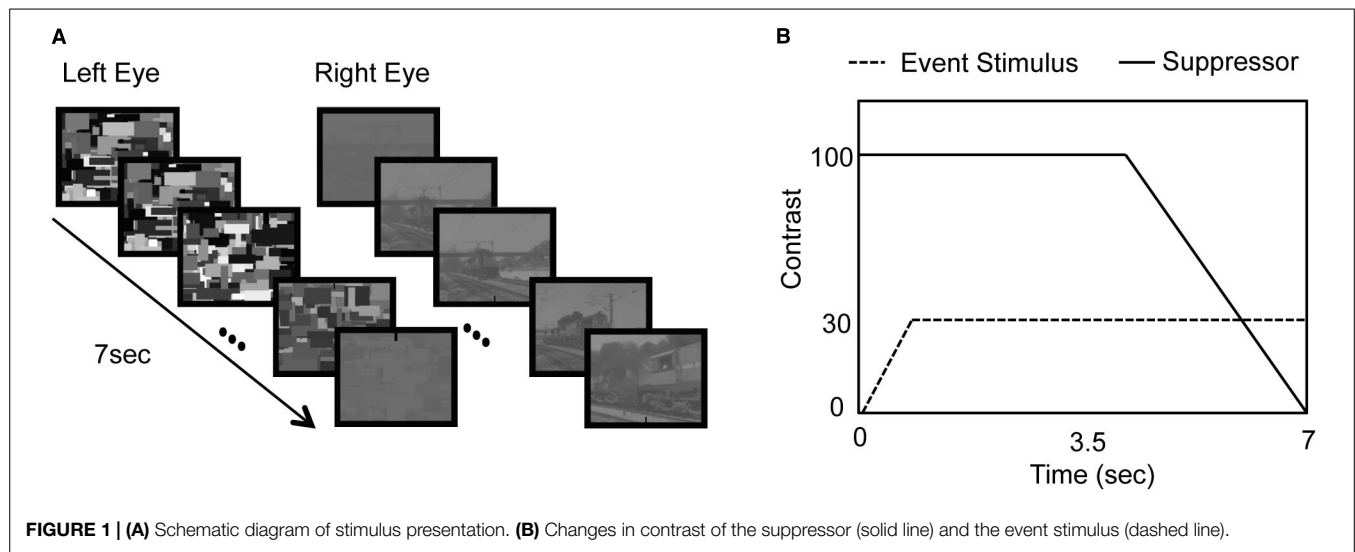 A
Left Eye
Right Eye
7sec
B
Event Stimulus
Suppressor
100
30
0
Contrast
0
3.5
7
Time (sec)
FIGURE 1 | (A) Schematic diagram of stimulus presentation. (B) Changes in contrast of the suppressor (solid line) and the event stimulus (dashed line).